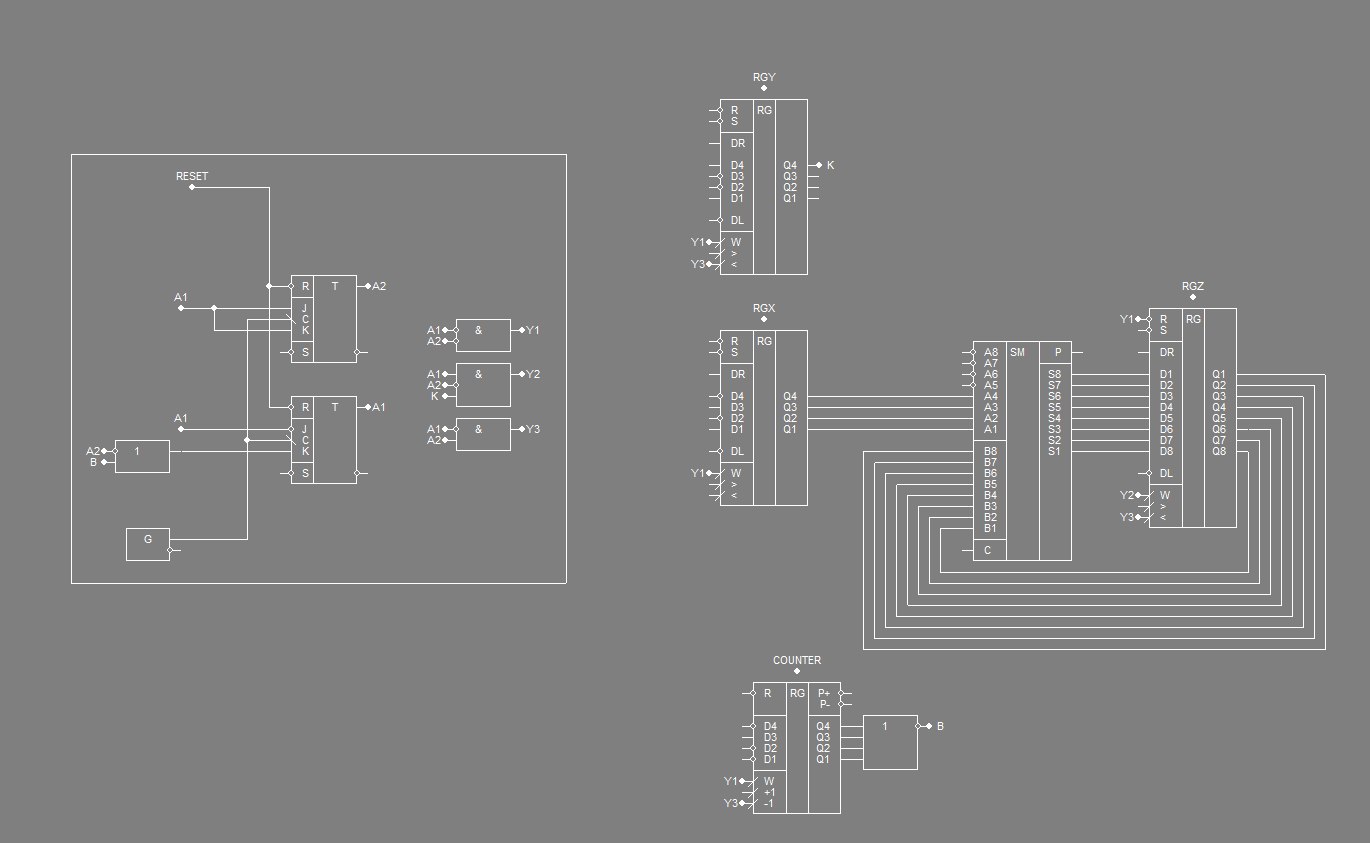 RESET
A1
R T A2
J
C
K
S
A1
R T A1
J
C
K
S
A2
B
1
G
A1 & Y1
A2
A1 & Y2
A2
K
A1 & Y3
A2
RGY
R RG
S
DR
D4 Q4 K
D3 Q3
D2 Q2
D1 Q1
DL
Y1 W
>
Y3 <
RGX
R RG
S
DR
D4 Q4
D3 Q3
D2 Q2
D1 Q1
DL
Y1 W
>
<
A8 SM P
A7
A6 S8
A5 S7
A4 S6
A3 S5
A2 S4
A1 S3
S2
B8 S1
B7
B6
B5
B4
B3
B2
B1
C
RGZ
Y1 R RG
S
DR
D1 Q1
D2 Q2
D3 Q3
D4 Q4
D5 Q5
D6 Q6
D7 Q7
D8 Q8
DL
Y2 W
>
Y3 <
COUNTER
R RG P+
P-
D4 Q4 1 B
D3 Q3
D2 Q2
D1 Q1
Y1 W
+1
Y3 -1